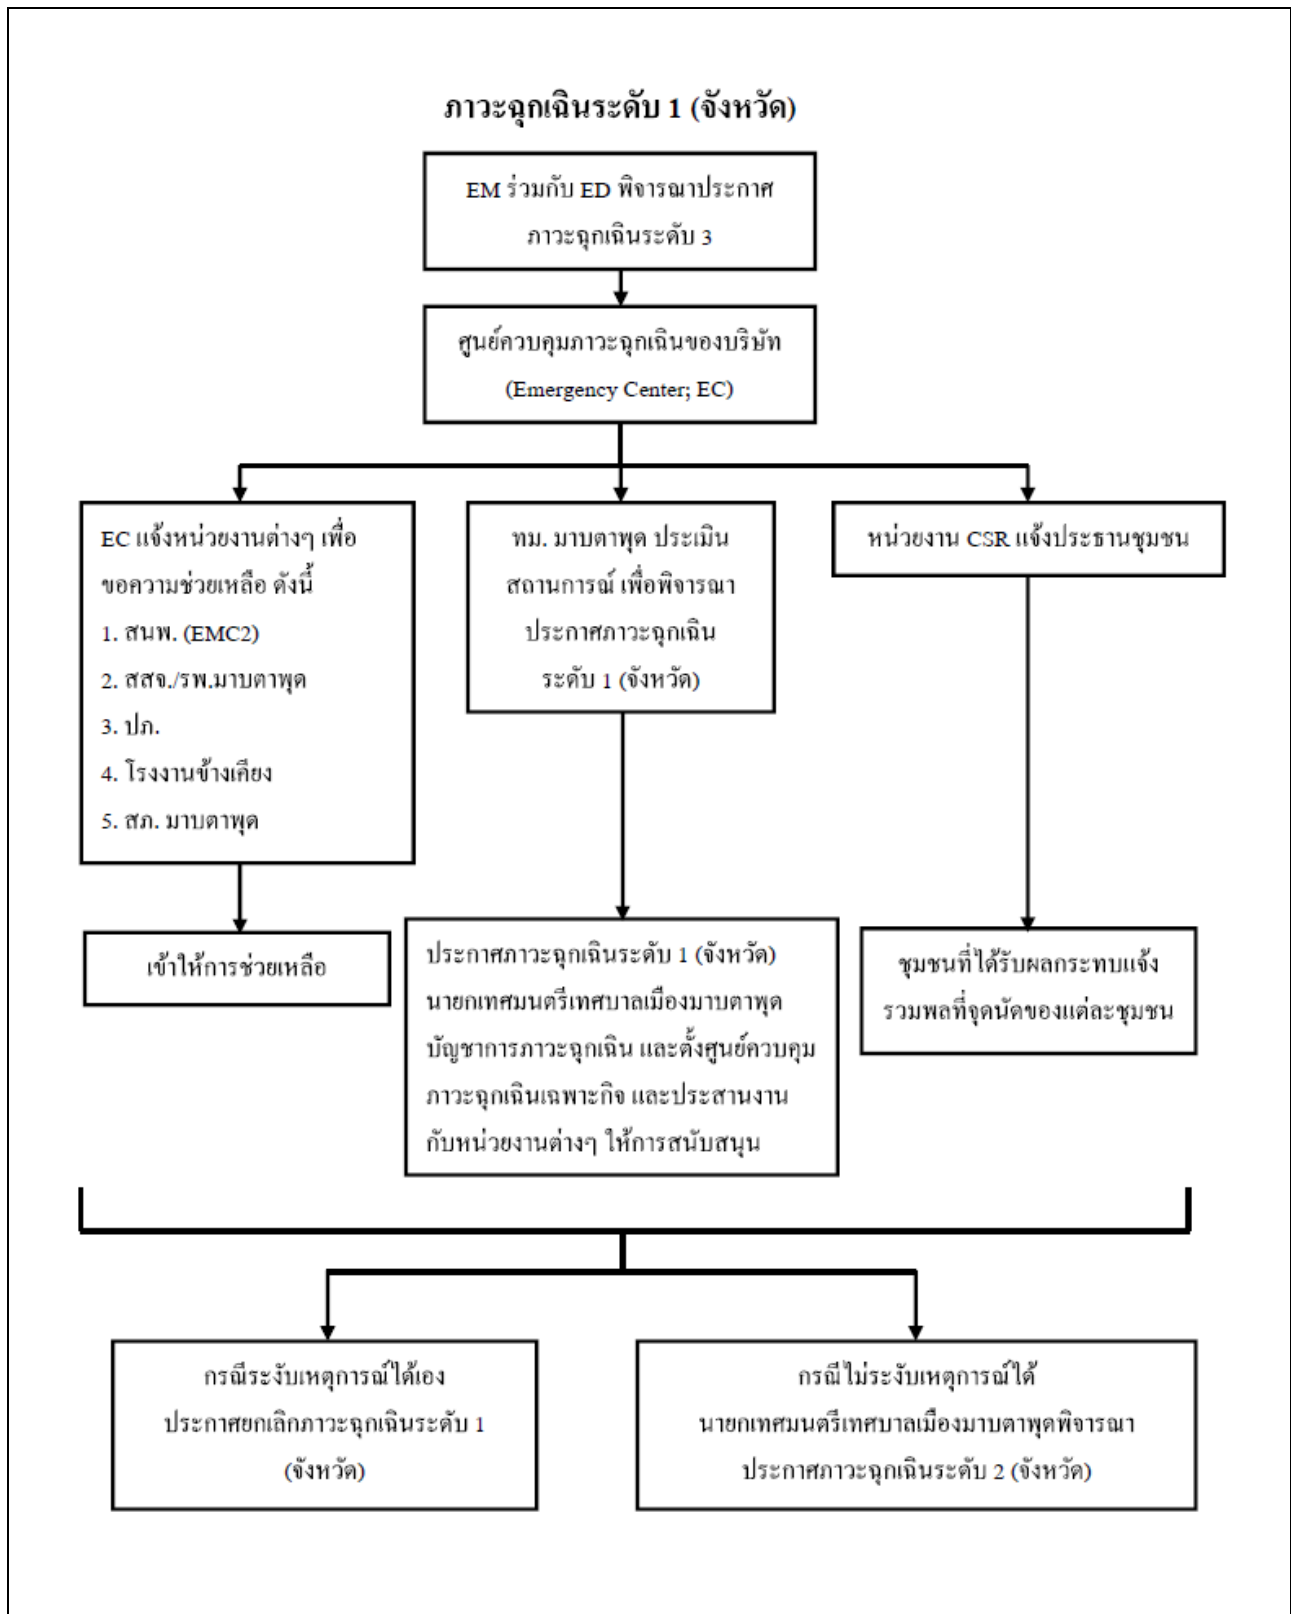 ภาวะฉุกเฉินระดับ 1 (จังหวัด)
EM ร่วมกับ ED พิจารณาประกาศ
ภาวะฉุกเฉินระดับ 3
ศูนย์ควบคุมภาวะฉุกเฉินของบริษัท
(Emergency Center; EC)
EC แจ้งหน่วยงานต่างๆ เพื่อ
ขอความช่วยเหลือ ดังนี้
1. สนพ. (EMC2)
2. สสจ./รพ.มาบตาพุด
3. ปภ.
4. โรงงานข้างเคียง
5. สภ. มาบตาพุด
เข้าให้การช่วยเหลือ
ทม. มาบตาพุด ประเมิน
สถานการณ์ เพื่อพิจารณา
ประกาศภาวะฉุกเฉิน
ระดับ 1 (จังหวัด)
ประกาศภาวะฉุกเฉินระดับ 1 (จังหวัด)
นายกเทศมนตรีเทศบาลเมืองมาบตาพุด
บัญชาการภาวะฉุกเฉิน และตั้งศูนย์ควบคุม
ภาวะฉุกเฉินเฉพาะกิจ และประสานงาน
กับหน่วยงานต่างๆ ให้การสนับสนุน
หน่วยงาน CSR แจ้งประธานชุมชน
ชุมชนที่ได้รับผลกระทบแจ้ง
รวมพลที่จุดนัดของแต่ละชุมชน
กรณีระงับเหตุการณ์ได้เอง
ประกาศยกเลิกภาวะฉุกเฉินระดับ 1
(จังหวัด)
กรณีไม่ระงับเหตุการณ์ได้
นายกเทศมนตรีเทศบาลเมืองมาบตาพุดพิจารณา
ประกาศภาวะฉุกเฉินระดับ 2 (จังหวัด)